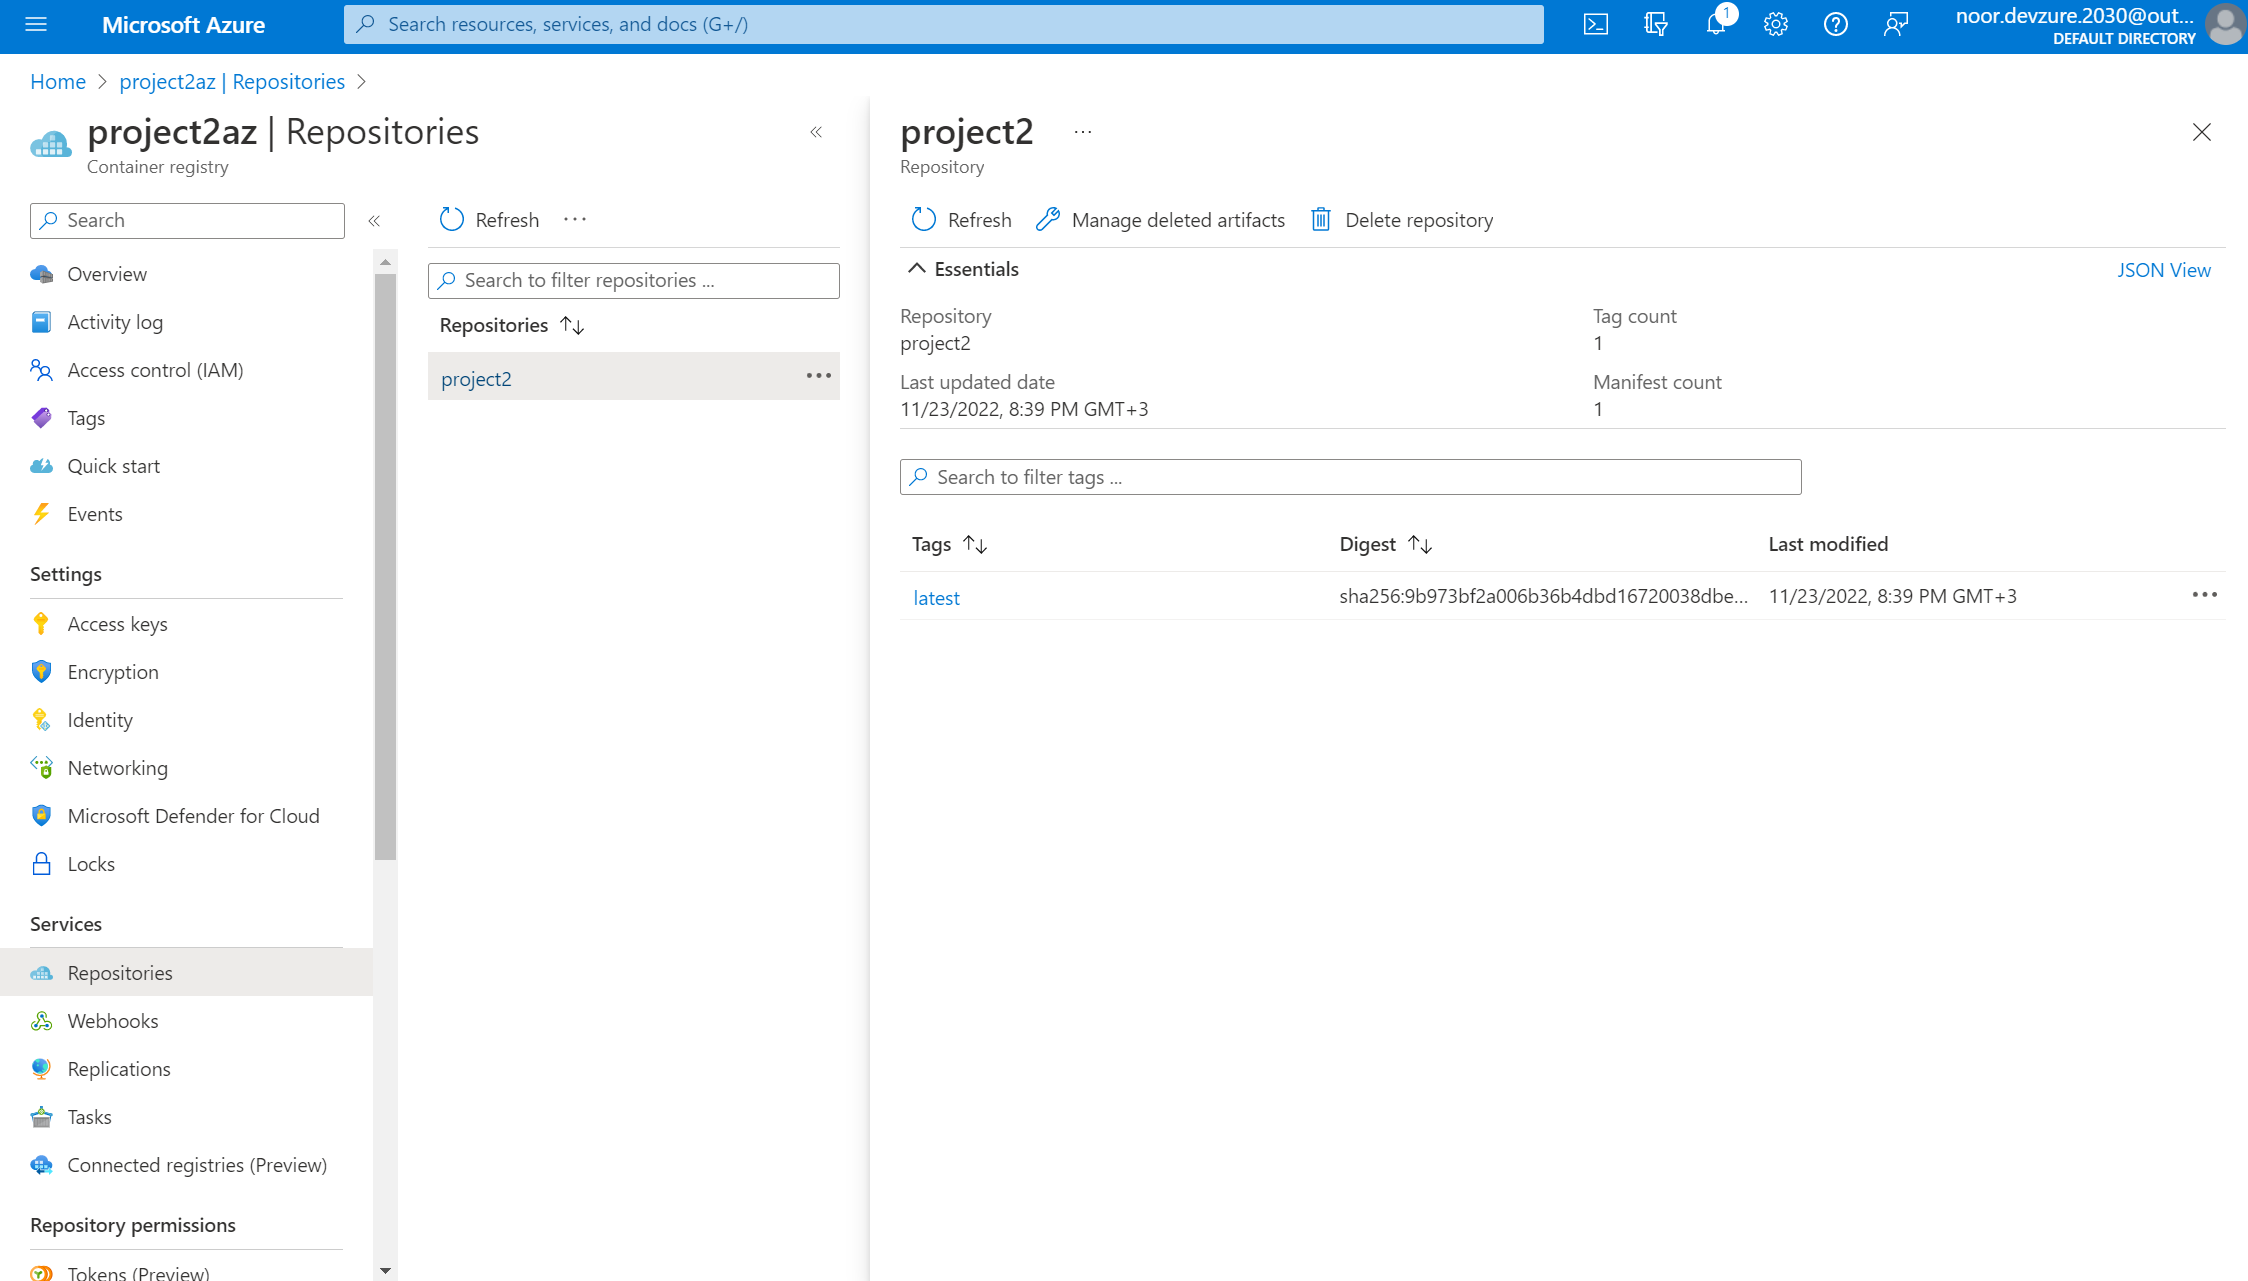 Microsoft Azure
Search resources, services, and docs (G+/)
1
noor.devzure.2030@out...
DEFAULT DIRECTORY
Home > project2az | Repositories >
project2az | Repositories
Container registry
Search
Overview
Activity log
Access control (IAM)
Tags
Quick start
Events
Settings
Access keys
Encryption
Identity
Networking
Microsoft Defender for Cloud
Locks
Services
Repositories
Webhooks
Replications
Tasks
Connected registries (Preview)
Repository permissions
Tokens (Preview)
Refresh ...
Search to filter repositories ...
Repositories
project2
project2 ...
Repository
Refresh Manage deleted artifacts Delete repository
Essentials JSON View
Repository
project2
Tag count
1
Last updated date
11/23/2022, 8:39 PM GMT+3
Manifest count
1
Search to filter tags ...
Tags Digest Last modified
latest sha256:9b973bf2a006b36b4dbd16720038dbe... 11/23/2022, 8:39 PM GMT+3